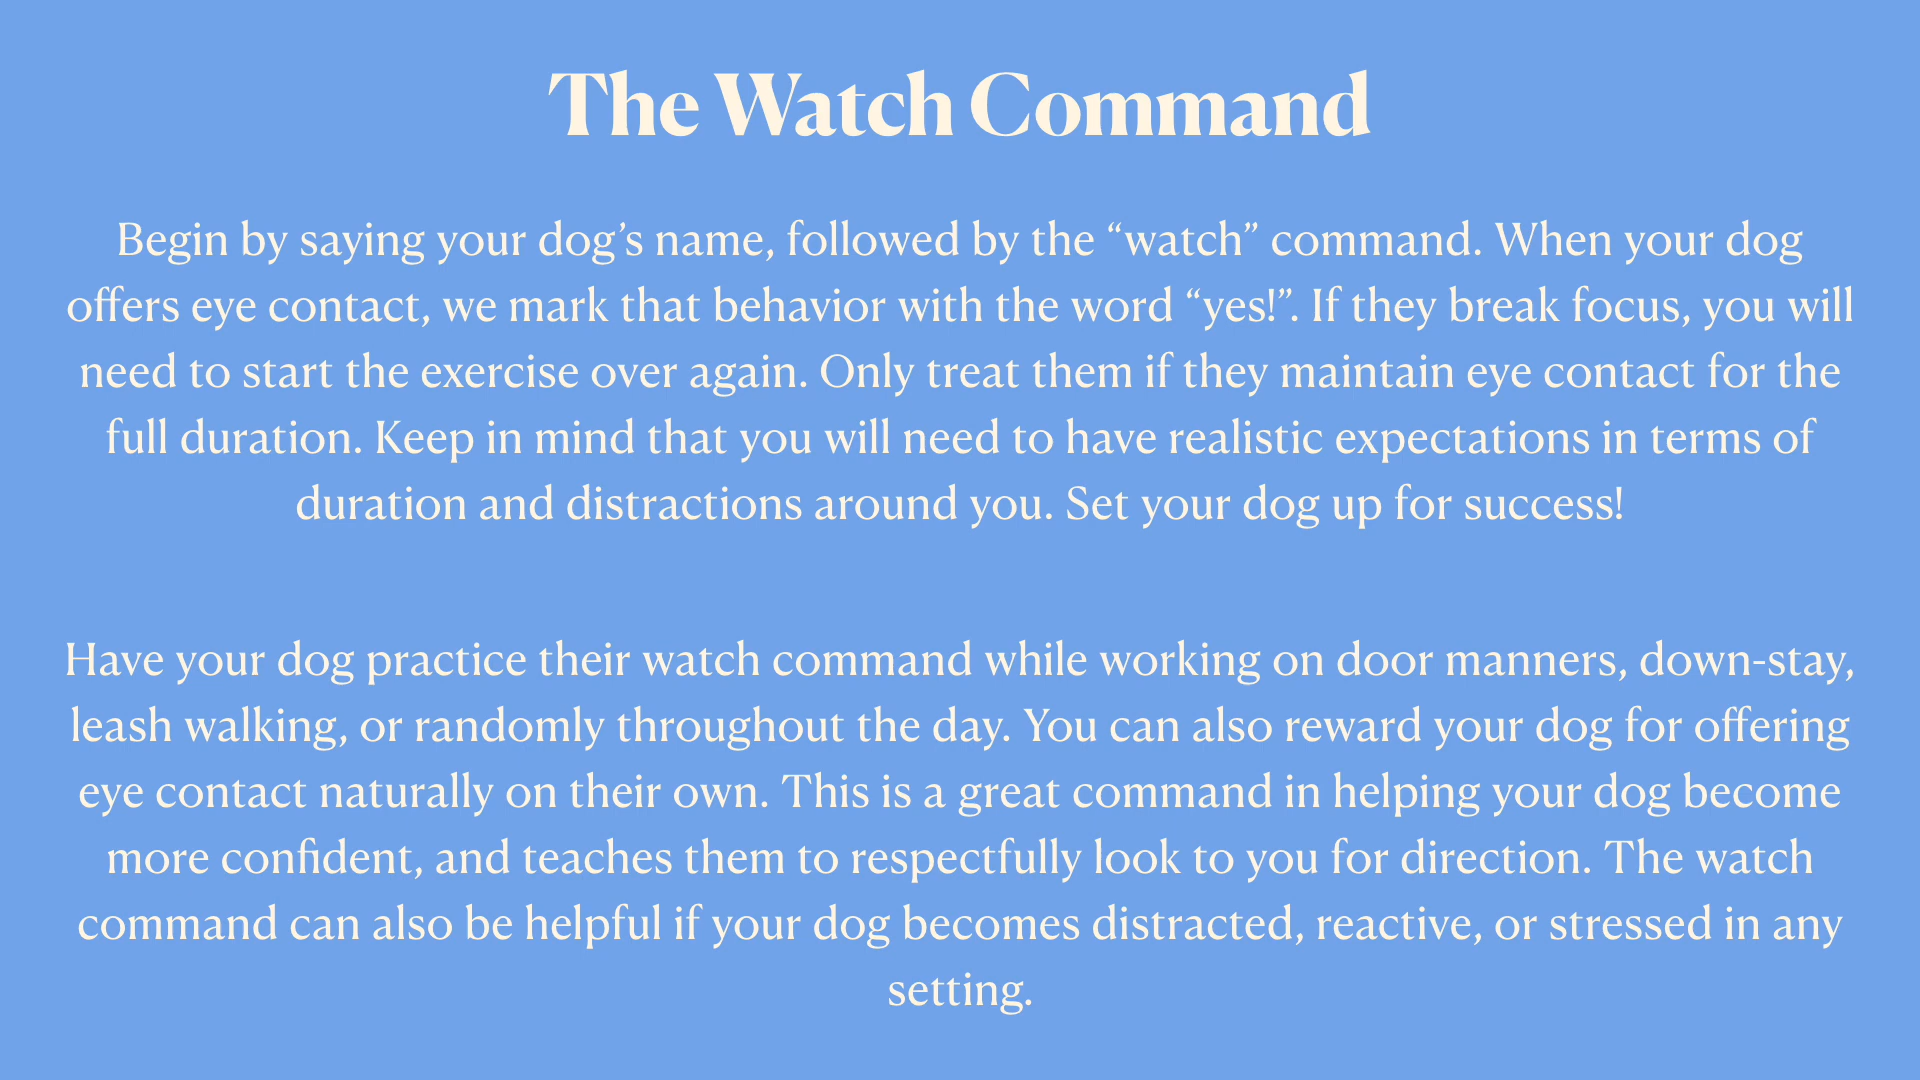 The Watch Command
Begin by saying your dog’s name, followed by the “watch” command. When your dog
offers eye contact, we mark that behavior with the word “yes!”. If they break focus, you will
need to start the exercise over again. Only treat them if they maintain eye contact for the
full duration. Keep in mind that you will need to have realistic expectations in terms of
duration and distractions around you. Set your dog up for success!
Have your dog practice their watch command while working on door manners, down-stay,
leash walking, or randomly throughout the day. You can also reward your dog for offering
eye contact naturally on their own. This is a great command in helping your dog become
more confident, and teaches them to respectfully look to you for direction. The watch
command can also be helpful if your dog becomes distracted, reactive, or stressed in any
setting.